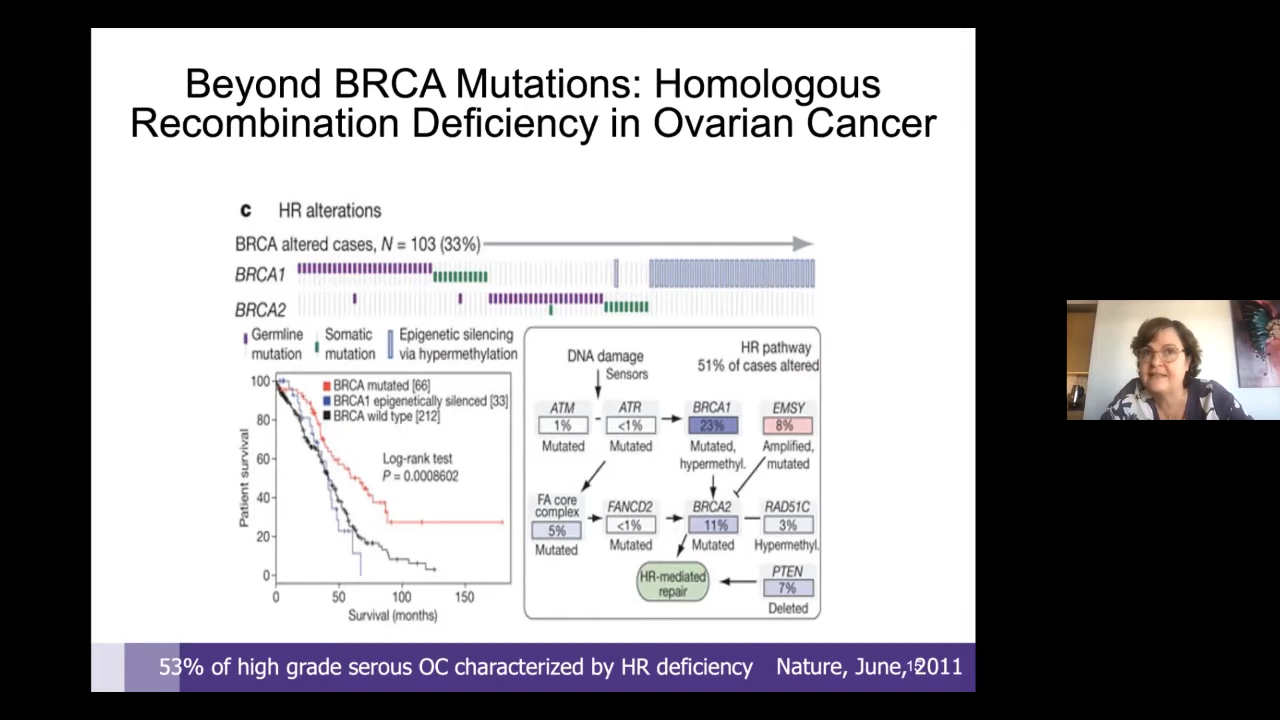 Beyond BRCA Mutations: Homologous
Recombination Deficiency in Ovarian Cancer
c HR alterations
BRCA altered cases, N = 103 (33%)
BRCA1
BRCA2
Germline
mutation
Somatic
mutation
Epigenetic silencing
via hypermethylation
100
80
60
40
20
0
Patient survival
BRCA mutated [66]
BRCA1 epigenetically silenced [33]
BRCA wild type [212]
Log-rank test
P = 0.0008602
0 50 100 150
Survival (months)
DNA damage
Sensors
HR pathway
51% of cases altered
ATM
1%
Mutated
ATR
<1%
Mutated
BRCA1
23%
Mutated,
hypermethyl.
EMSY
8%
Amplified,
mutated
FA core
complex
5%
Mutated
FANCD2
<1%
Mutated
BRCA2
11%
Mutated
RAD51C
3%
Hypermethyl.
HR-mediated
repair
PTEN
7%
Deleted
53% of high grade serous OC characterized by HR deficiency Nature, June, 2011